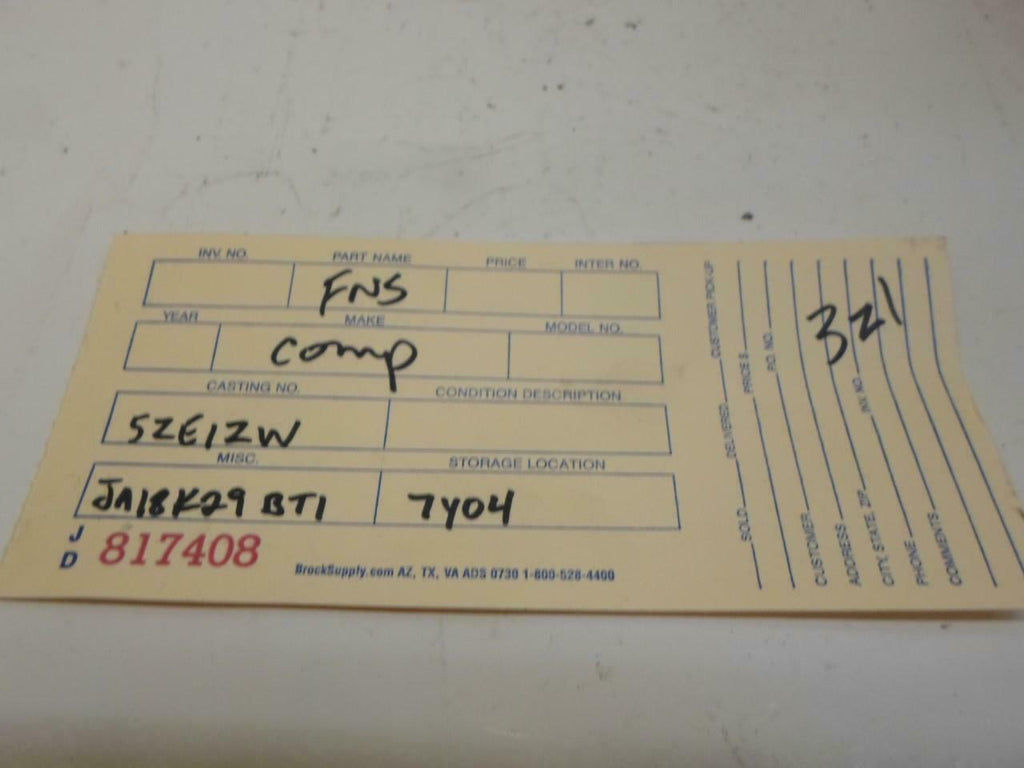 INV. NO. PART NAME PRICE INTER NO.
FNS
YEAR MAKE MODEL NO.
comp
CASTING NO. CONDITION DESCRIPTION
5ZE1ZW
MISC. STORAGE LOCATION
JA18K29 BT1 7Y04
J D 817408
BrockSupply.com AZ, TX, VA ADS 0730 1-800-528-4400
SOLD DELIVERED CUSTOMER PICK-UP
PRICE $ P.O. NO.
321
CUSTOMER
ADDRESS INV. NO.
CITY, STATE, ZIP
PHONE
COMMENTS